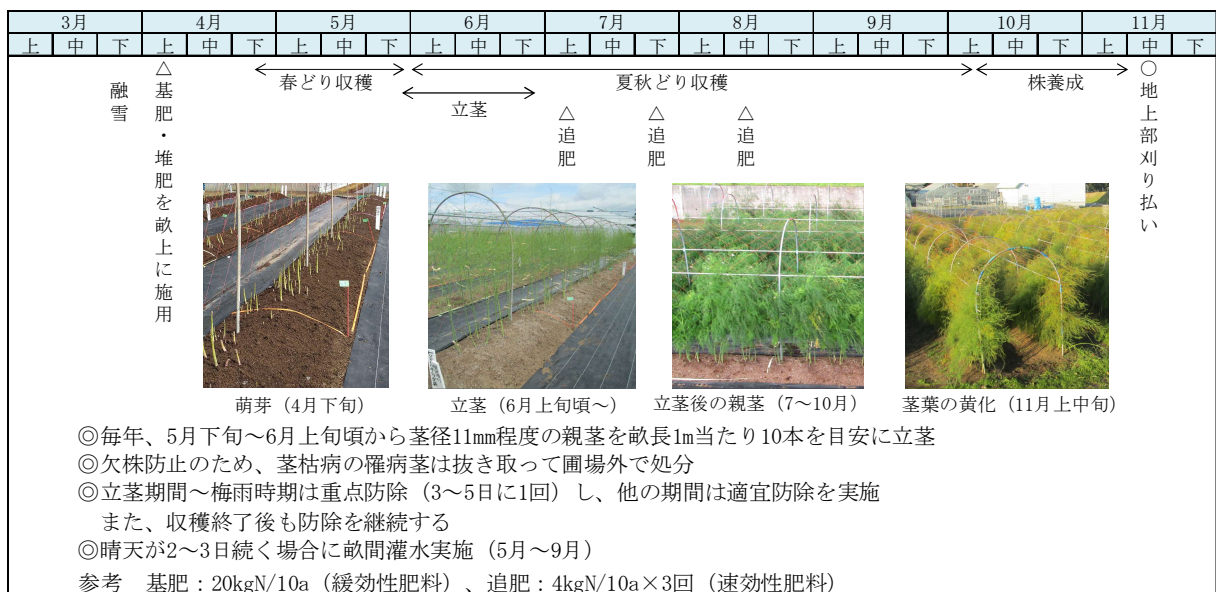 3月 4月 5月 6月 7月 8月 9月 10月 11月
上 中 下 上 中 下 上 中 下 上 中 下 上 中 下 上 中 下 上 中 下 上 中 上 中 下
融雪
△基肥・堆肥を畝上に施用
春どり収穫
立茎
夏秋どり収穫
△追肥
△追肥
△追肥
株養成
○地上部刈り払い
萌芽（4月下旬）
立茎（6月上旬頃～）
立茎後の親茎（7～10月）
茎葉の黄化（11月上中旬）
◎毎年、5月下旬～6月上旬頃から茎径11mm程度の親茎を畝長1m当たり10本を目安に立茎
◎欠株防止のため、茎枯病の罹病茎は抜き取って圃場外で処分
◎立茎期間～梅雨時期は重点防除（3～5日に1回）し、他の期間は適宜防除を実施
また、収穫終了後も防除を継続する
◎晴天が2～3日続く場合に畝間灌水実施（5月～9月）
参考 基肥：20kgN/10a（緩効性肥料）、追肥：4kgN/10a×3回（速効性肥料）